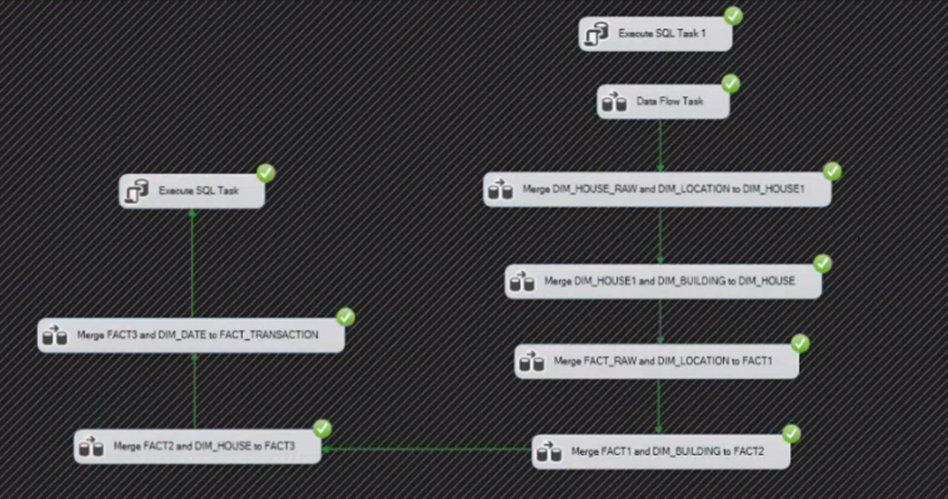 Execute SQL Task 1
Data Flow Task
Merge DIM_HOUSE_RAW and DIM_LOCATION to DIM_HOUSE1
Merge DIM_HOUSE1 and DIM_BUILDING to DIM_HOUSE
Merge FACT_RAW and DIM_LOCATION to FACT1
Merge FACT1 and DIM_BUILDING to FACT2
Merge FACT2 and DIM_HOUSE to FACT3
Merge FACT3 and DIM_DATE to FACT_TRANSACTION
Execute SQL Task